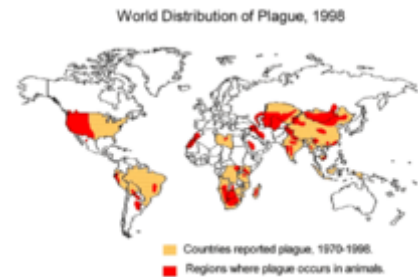 World Distribution of Plague, 1998
Countries reported plague, 1970-1998.
Regions where plague occurs in animals.